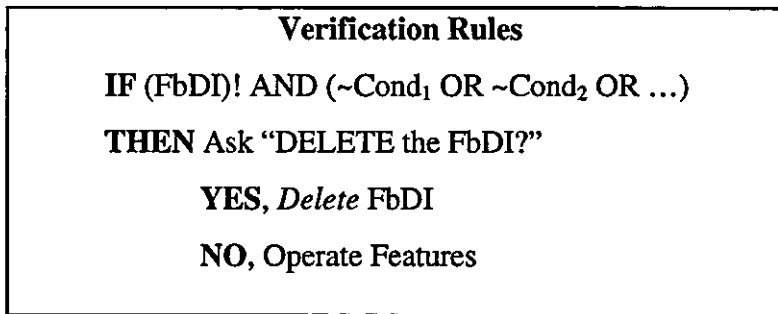 Verification Rules
IF (FbDI)! AND (~Cond₁ OR ~Cond₂ OR ...)
THEN Ask “DELETE the FbDI?”
YES, Delete FbDI
NO, Operate Features